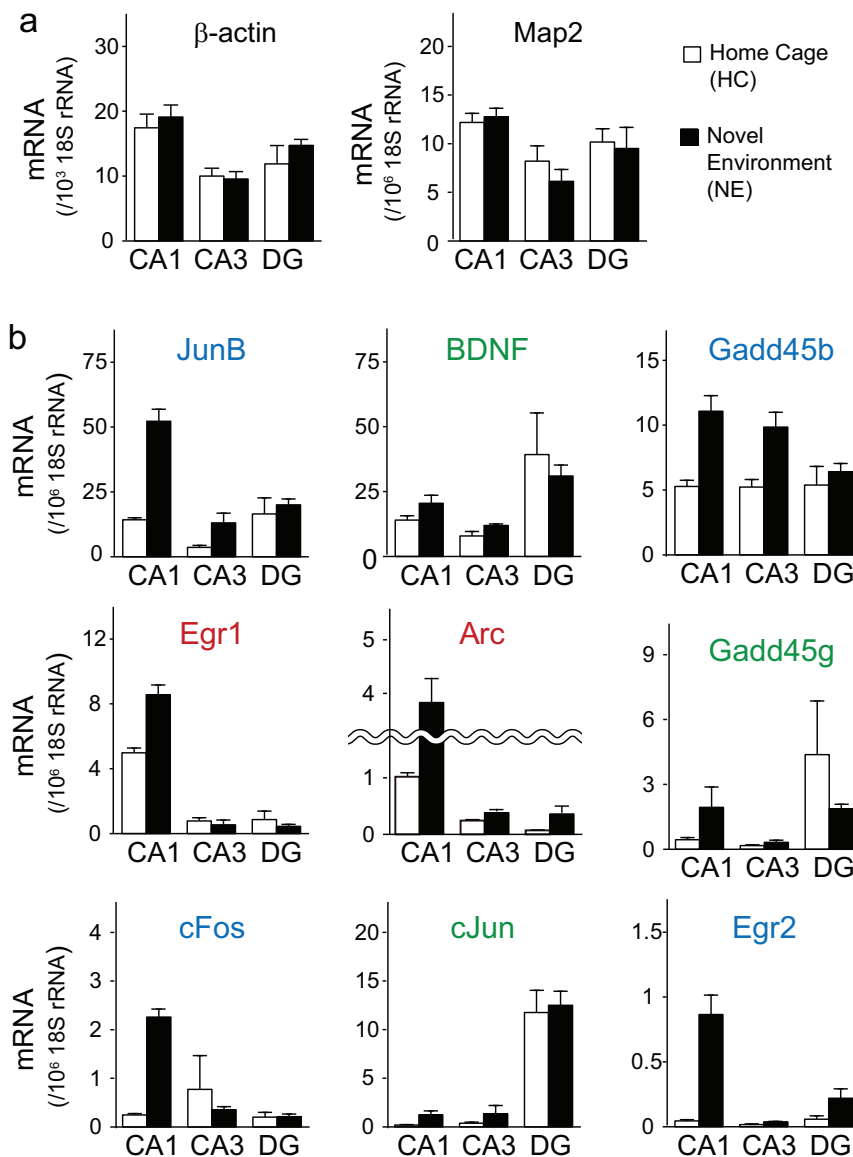 a
β-actin
mRNA
(/10³ 18S rRNA)
30
20
10
0
CA1 CA3 DG
Map2
mRNA
(/10⁶ 18S rRNA)
20
15
10
5
0
CA1 CA3 DG
Home Cage
(HC)
Novel
Environment
(NE)
b
JunB
mRNA
(/10⁶ 18S rRNA)
75
50
25
0
CA1 CA3 DG
BDNF
75
50
25
0
CA1 CA3 DG
Gadd45b
15
10
5
0
CA1 CA3 DG
Egr1
mRNA
(/10⁶ 18S rRNA)
12
8
4
0
CA1 CA3 DG
Arc
5
4
1
0
CA1 CA3 DG
Gadd45g
9
6
3
0
CA1 CA3 DG
cFos
mRNA
(/10⁶ 18S rRNA)
4
3
2
1
0
CA1 CA3 DG
cJun
20
15
10
5
0
CA1 CA3 DG
Egr2
1.5
1
0.5
0
CA1 CA3 DG